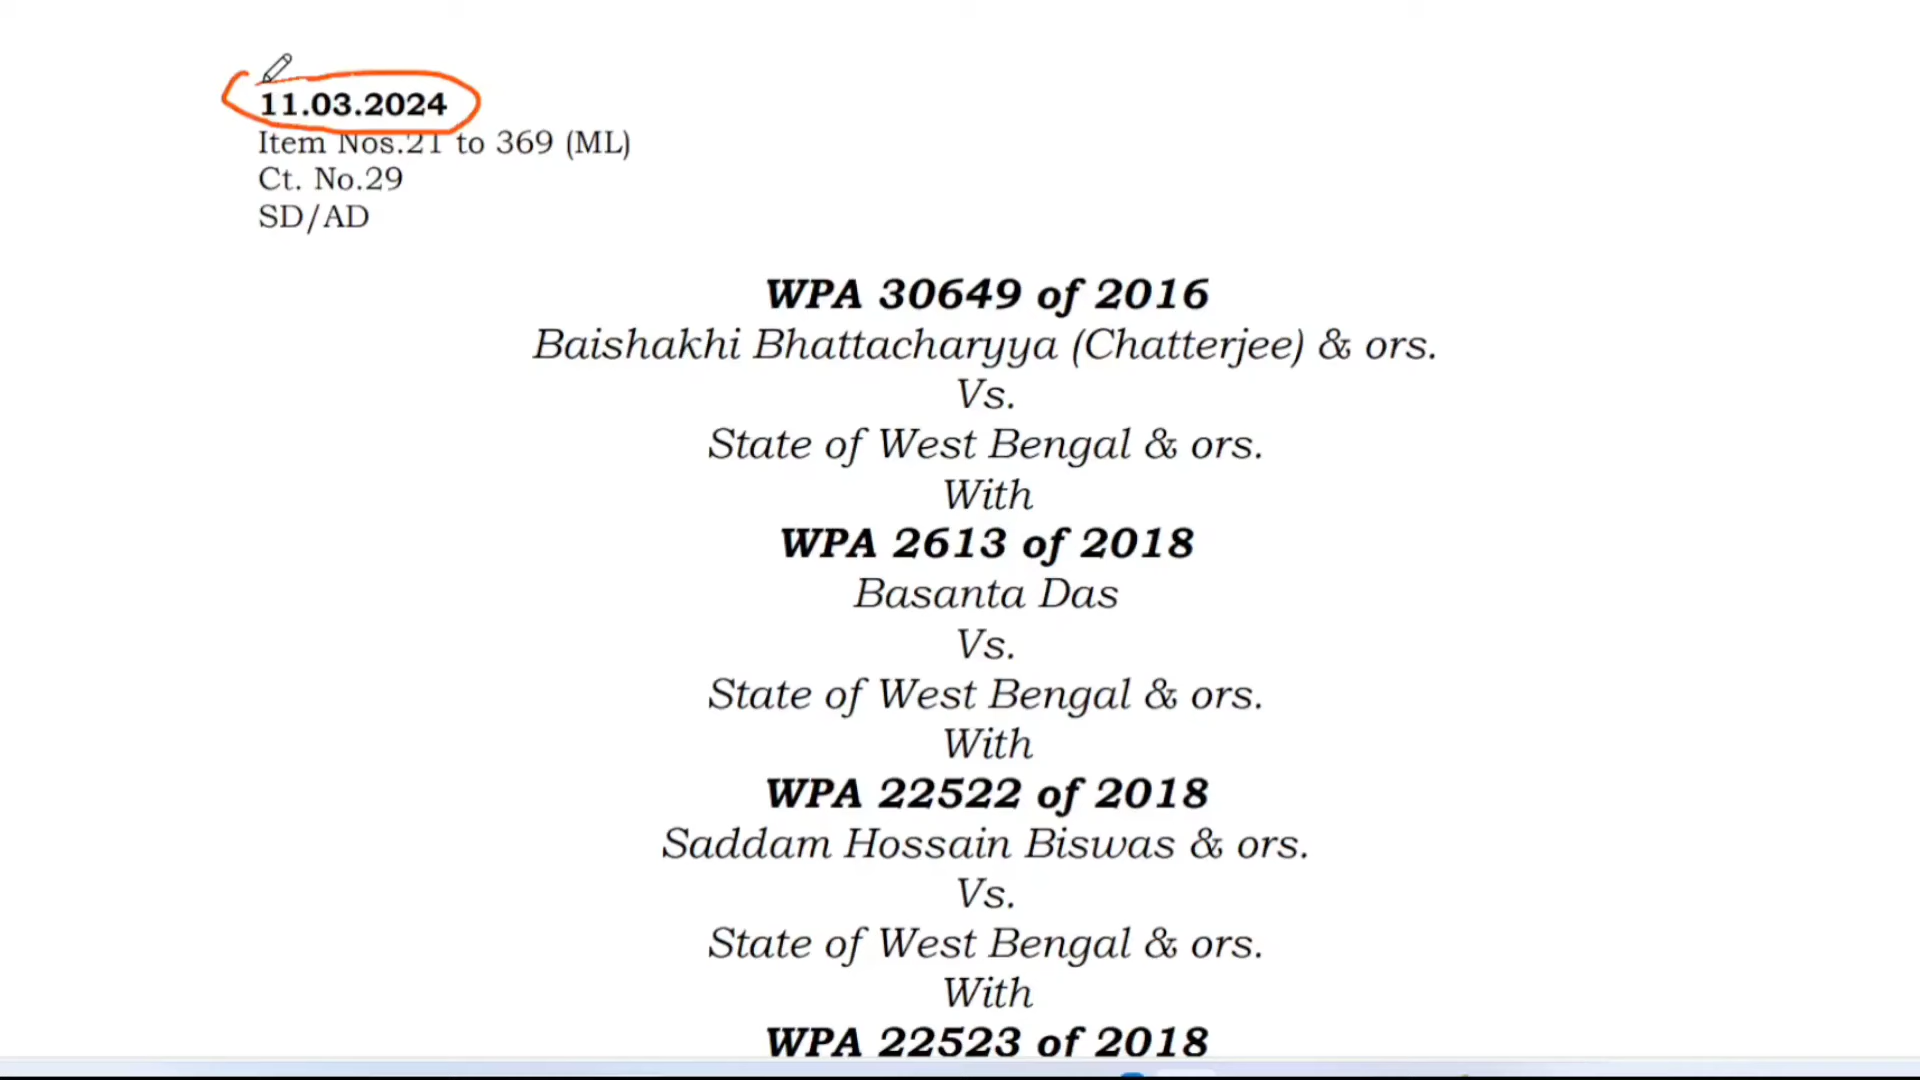 11.03.2024
Item Nos.21 to 369 (ML)
Ct. No.29
SD/AD
WPA 30649 of 2016
Baishakhi Bhattacharyya (Chatterjee) & ors.
Vs.
State of West Bengal & ors.
With
WPA 2613 of 2018
Basanta Das
Vs.
State of West Bengal & ors.
With
WPA 22522 of 2018
Saddam Hossain Biswas & ors.
Vs.
State of West Bengal & ors.
With
WPA 22523 of 2018